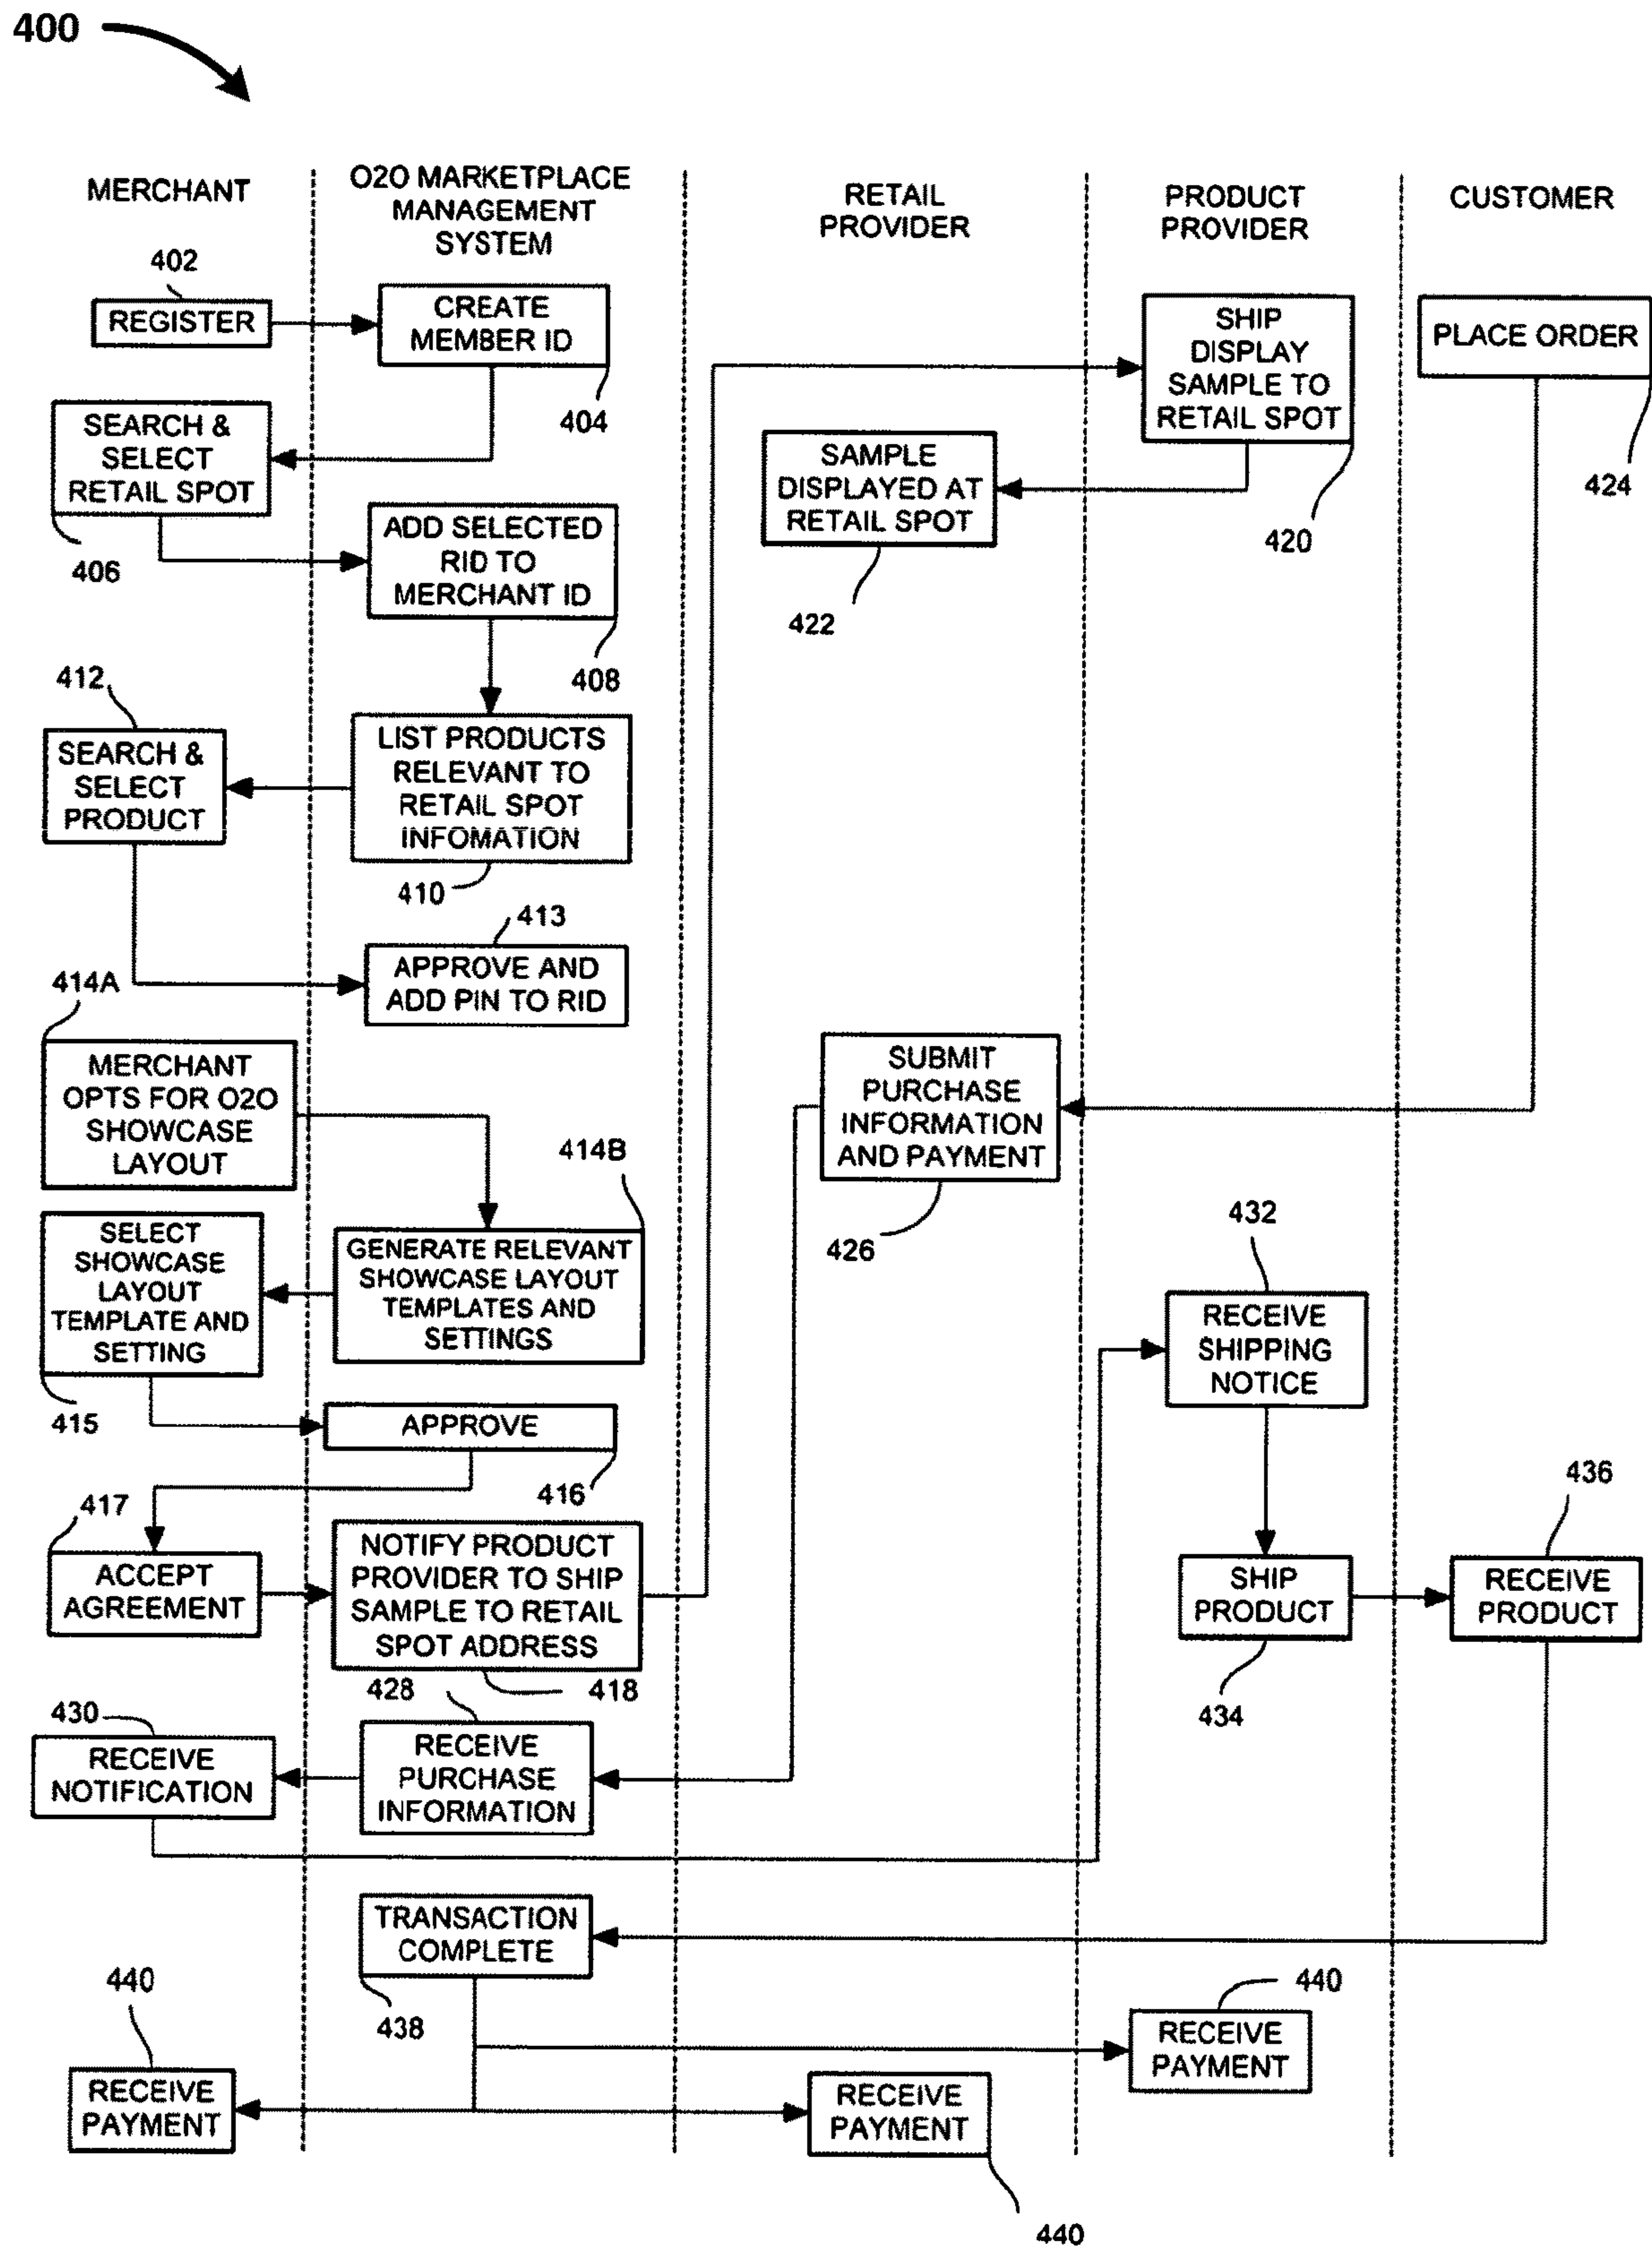 400
MERCHANT
O2O MARKETPLACE
MANAGEMENT
SYSTEM
RETAIL
PROVIDER
PRODUCT
PROVIDER
CUSTOMER
402
REGISTER
CREATE
MEMBER ID
404
SHIP
DISPLAY
SAMPLE TO
RETAIL SPOT
420
PLACE ORDER
424
SEARCH &
SELECT
RETAIL SPOT
406
SAMPLE
DISPLAYED AT
RETAIL SPOT
422
ADD SELECTED
RID TO
MERCHANT ID
408
412
SEARCH &
SELECT
PRODUCT
LIST PRODUCTS
RELEVANT TO
RETAIL SPOT
INFOMATION
410
413
APPROVE AND
ADD PIN TO RID
414A
MERCHANT
OPTS FOR O2O
SHOWCASE
LAYOUT
SUBMIT
PURCHASE
INFORMATION
AND PAYMENT
426
414B
GENERATE RELEVANT
SHOWCASE LAYOUT
TEMPLATES AND
SETTINGS
SELECT
SHOWCASE
LAYOUT
TEMPLATE AND
SETTING
415
432
RECEIVE
SHIPPING
NOTICE
APPROVE
416
417
ACCEPT
AGREEMENT
NOTIFY PRODUCT
PROVIDER TO SHIP
SAMPLE TO RETAIL
SPOT ADDRESS
418
SHIP
PRODUCT
434
436
RECEIVE
PRODUCT
428
RECEIVE
PURCHASE
INFORMATION
430
RECEIVE
NOTIFICATION
TRANSACTION
COMPLETE
438
440
RECEIVE
PAYMENT
RECEIVE
PAYMENT
440
440
RECEIVE
PAYMENT